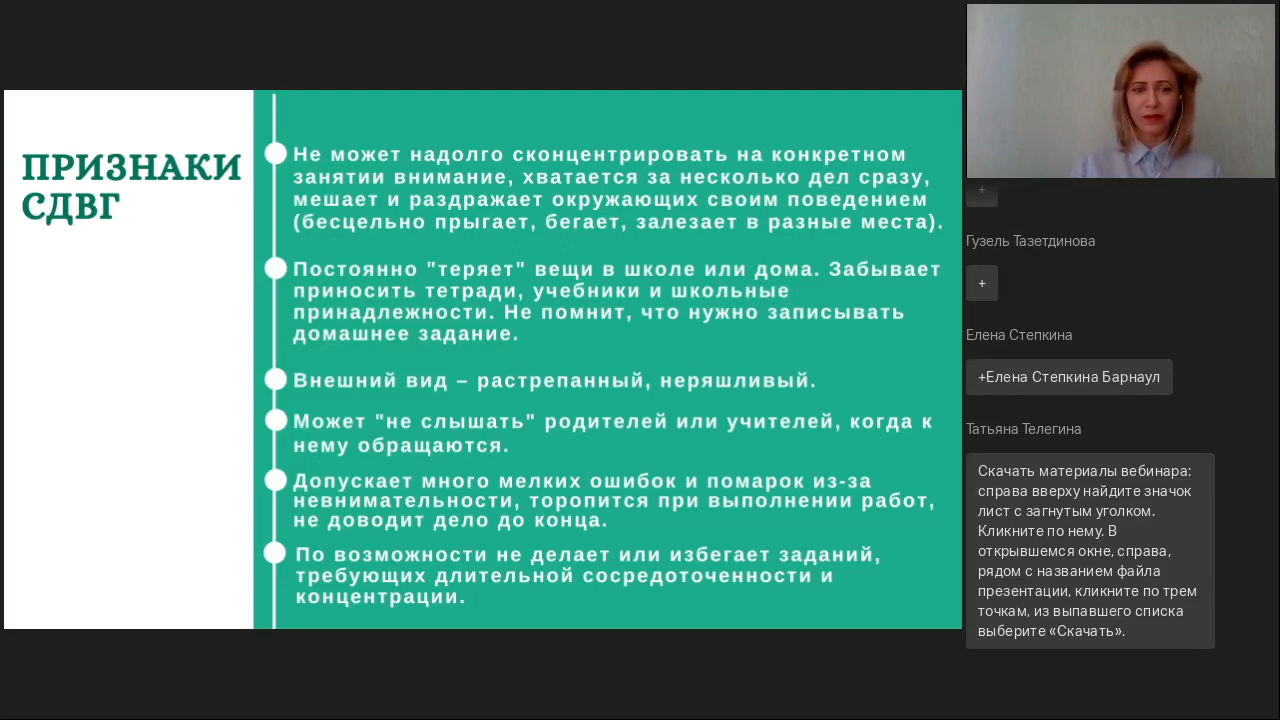 ПРИЗНАКИ
СДВГ
Не может надолго сконцентрировать на конкретном
занятии внимание, хватается за несколько дел сразу,
мешает и раздражает окружающих своим поведением
(бесцельно прыгает, бегает, залезает в разные места).
Постоянно "теряет" вещи в школе или дома. Забывает
приносить тетради, учебники и школьные
принадлежности. Не помнит, что нужно записывать
домашнее задание.
Внешний вид – растрепанный, неряшливый.
Может "не слышать" родителей или учителей, когда к
нему обращаются.
Допускает много мелких ошибок и помарок из-за
невнимательности, торопится при выполнении работ,
не доводит дело до конца.
По возможности не делает или избегает заданий,
требующих длительной сосредоточенности и
концентрации.
+
Гузель Тазетдинова
+
Елена Степкина
+Елена Степкина Барнаул
Татьяна Телегина
Скачать материалы вебинара:
справа вверху найдите значок
лист с загнутым уголком.
Кликните по нему. В
открывшемся окне, справа,
рядом с названием файла
презентации, кликните по трем
точкам, из выпавшего списка
выберите «Скачать».